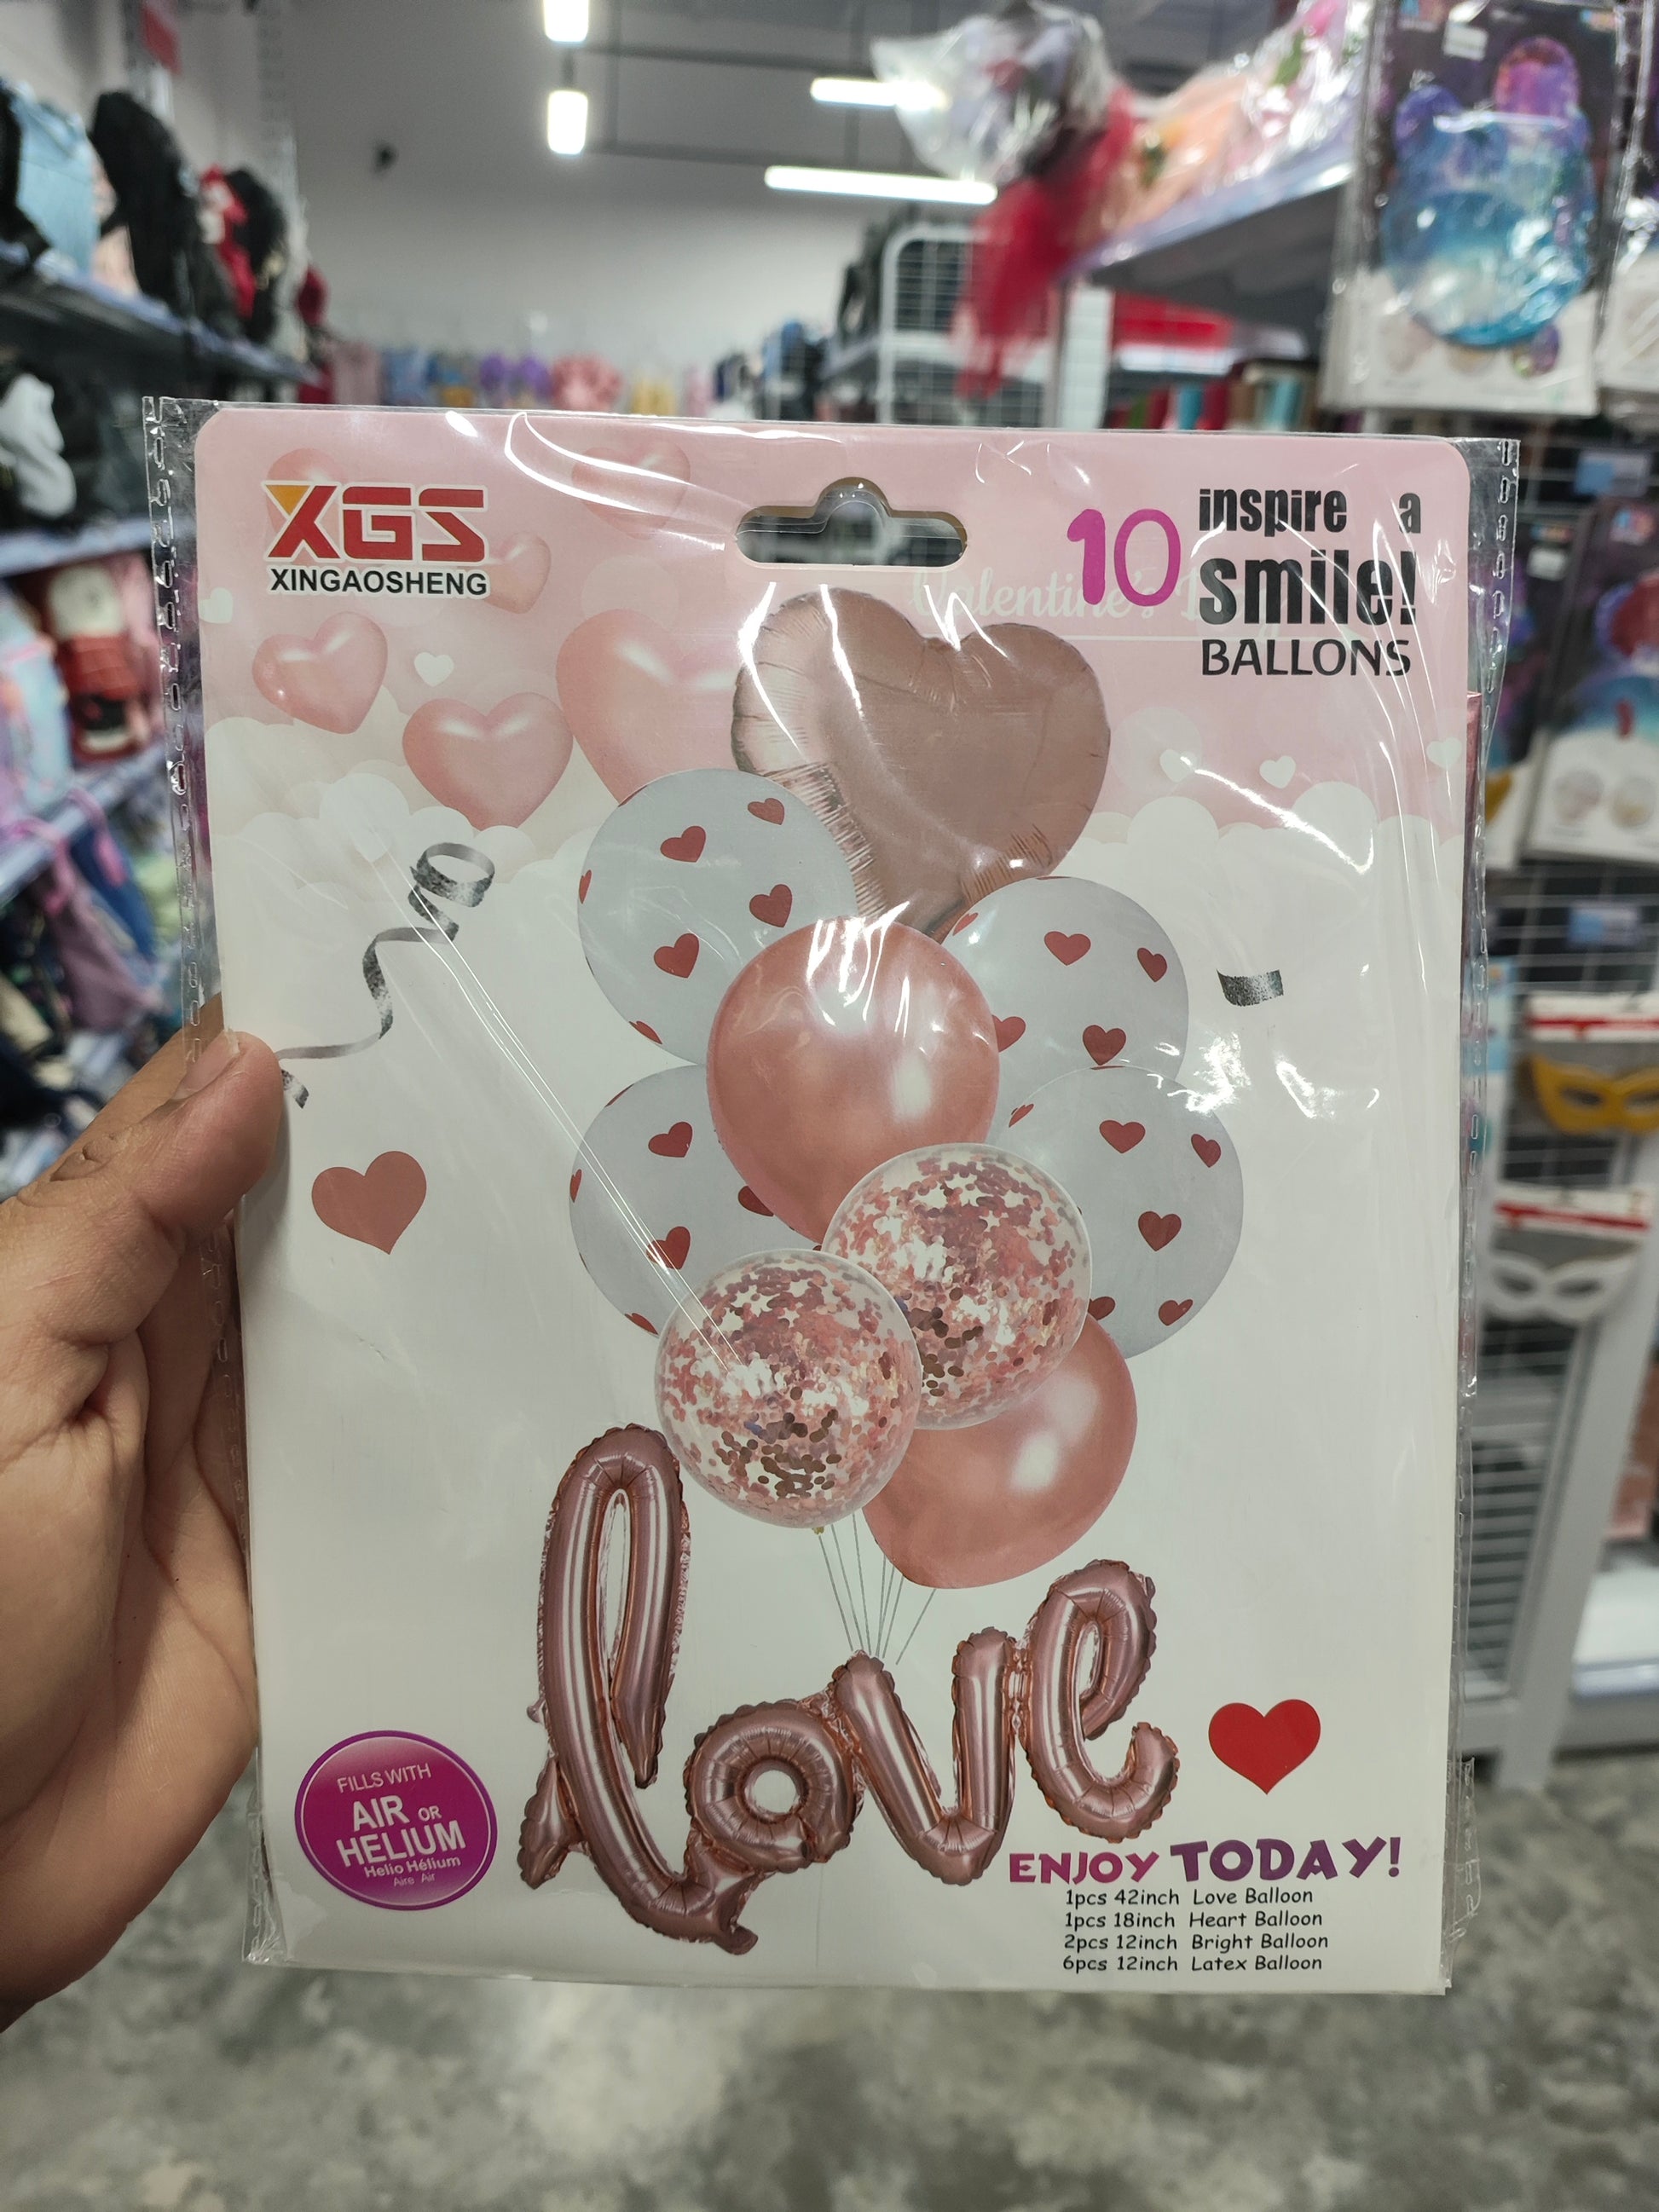 XGS
XINGAOSHENG
10
inspire a
smile!
BALLONS
Valentine's
love
FILLS WITH
AIR OR
HELIUM
Helio Hélium
Aire Air
ENJOY TODAY!
1pcs 42inch Love Balloon
1pcs 18inch Heart Balloon
2pcs 12inch Bright Balloon
6pcs 12inch Latex Balloon